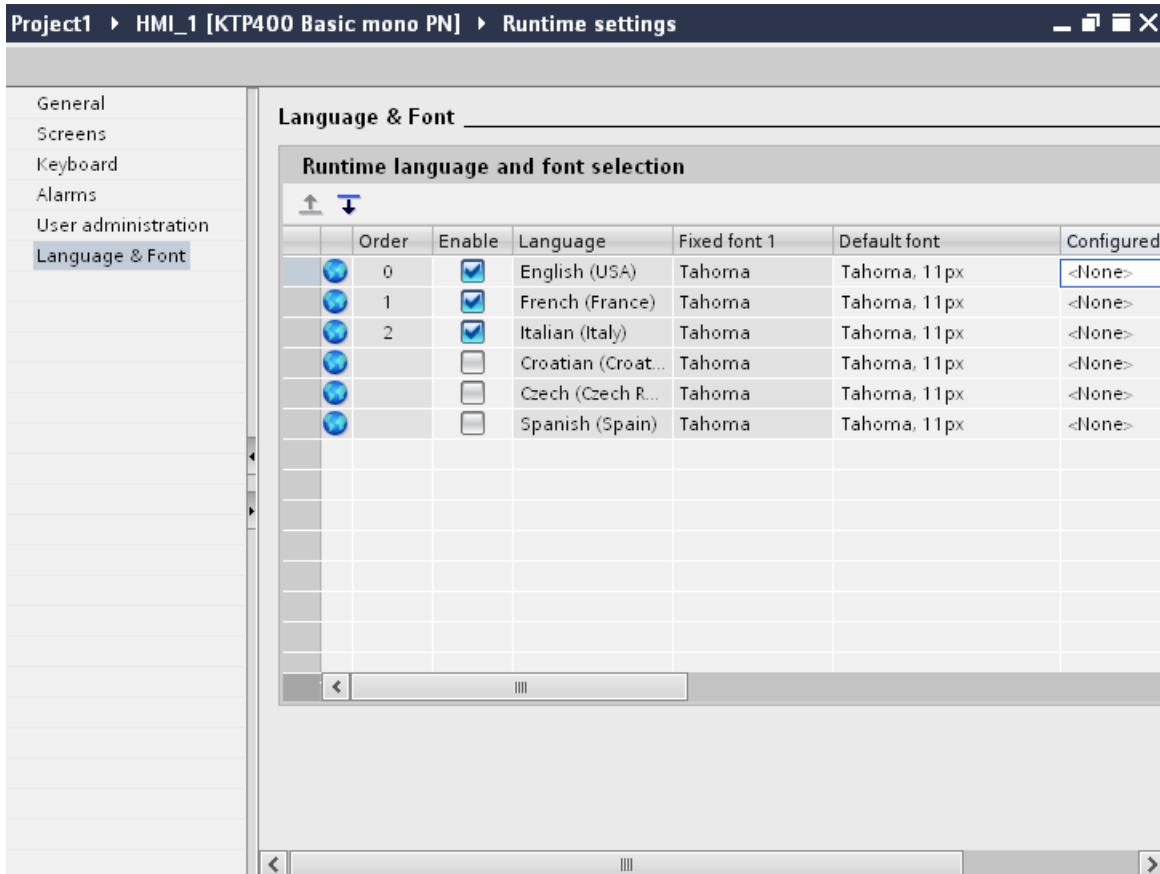 Project1 ▸ HMI_1 [KTP400 Basic mono PN] ▸ Runtime settings
General
Screens
Keyboard
Alarms
User administration
Language & Font
Language & Font
Runtime language and font selection
Order Enable Language Fixed font 1 Default font Configured
0 English (USA) Tahoma Tahoma, 11px <None>
1 French (France) Tahoma Tahoma, 11px <None>
2 Italian (Italy) Tahoma Tahoma, 11px <None>
Croatian (Croat... Tahoma Tahoma, 11px <None>
Czech (Czech R... Tahoma Tahoma, 11px <None>
Spanish (Spain) Tahoma Tahoma, 11px <None>